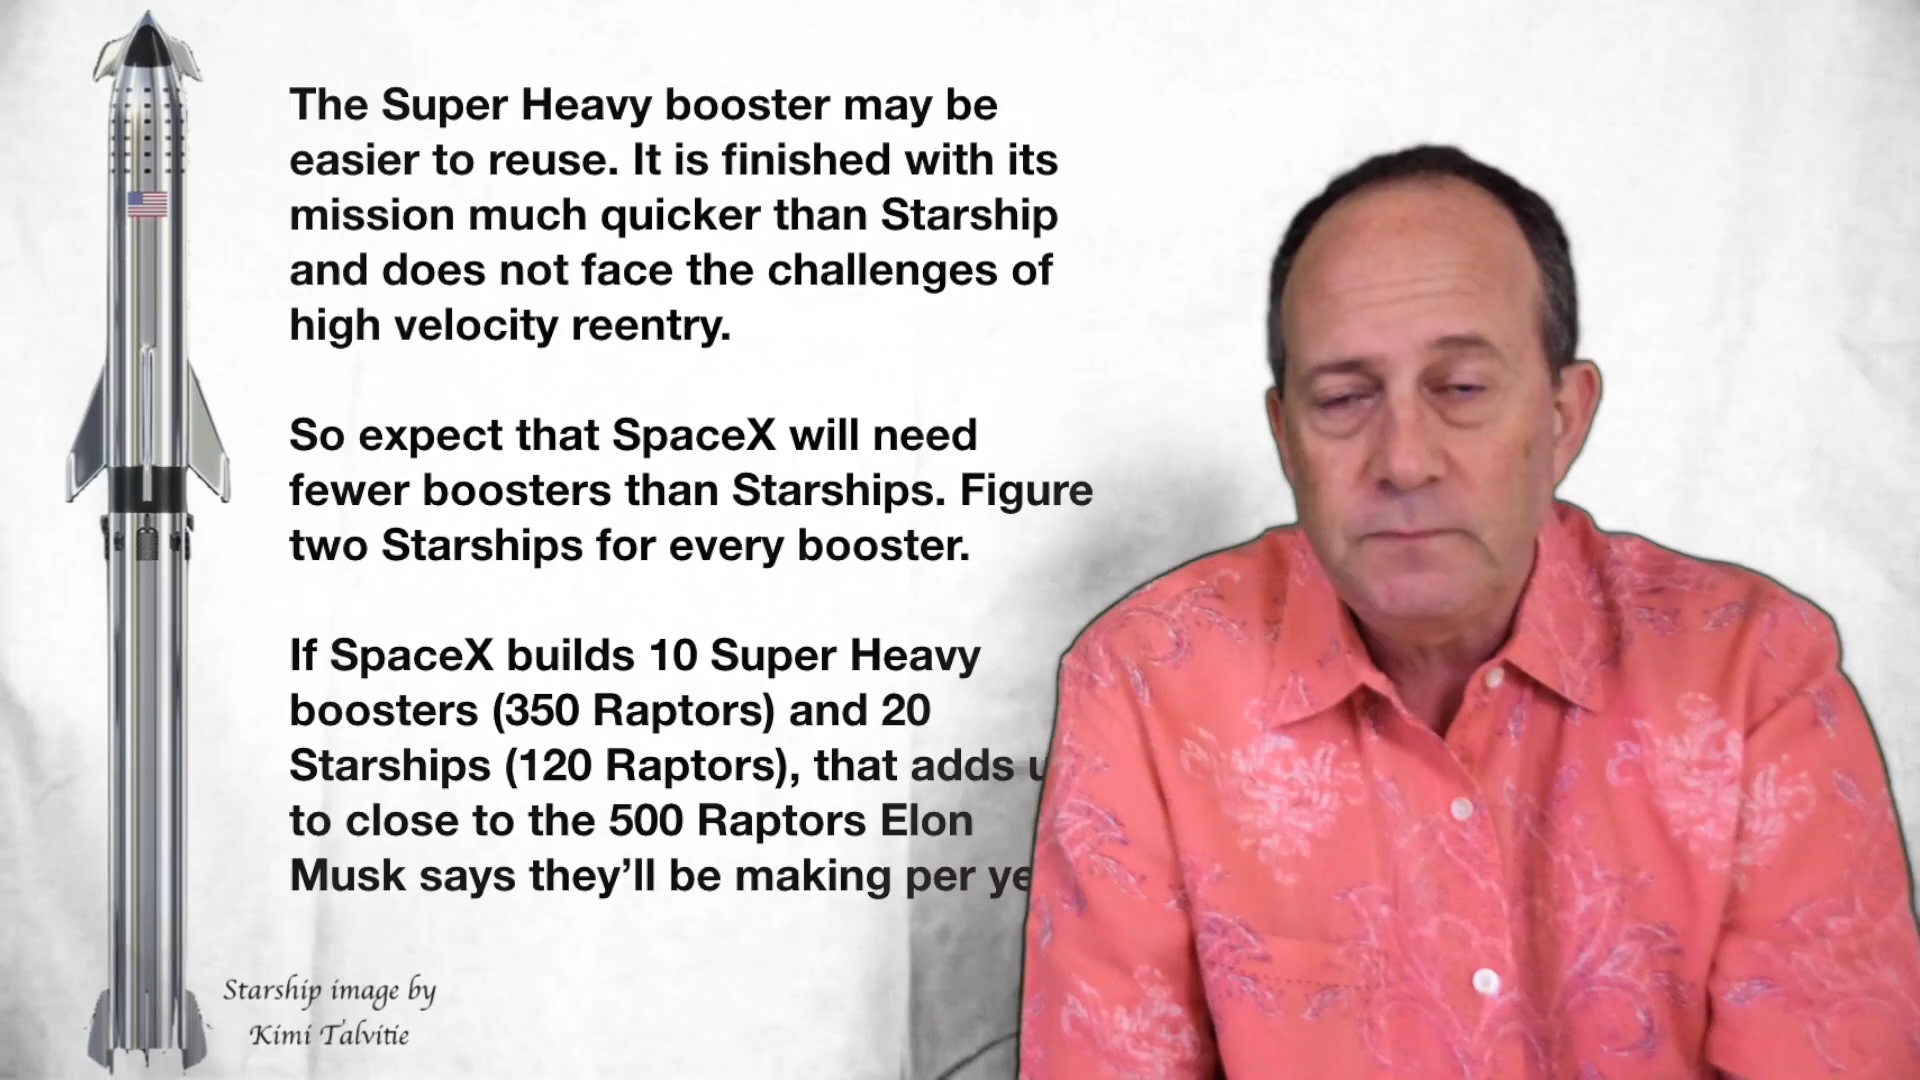 The Super Heavy booster may be
easier to reuse. It is finished with its
mission much quicker than Starship
and does not face the challenges of
high velocity reentry.
So expect that SpaceX will need
fewer boosters than Starships. Figure
two Starships for every booster.
If SpaceX builds 10 Super Heavy
boosters (350 Raptors) and 20
Starships (120 Raptors), that adds
to close to the 500 Raptors Elon
Musk says they’ll be making per
Starship image by
Kimi Talvitie